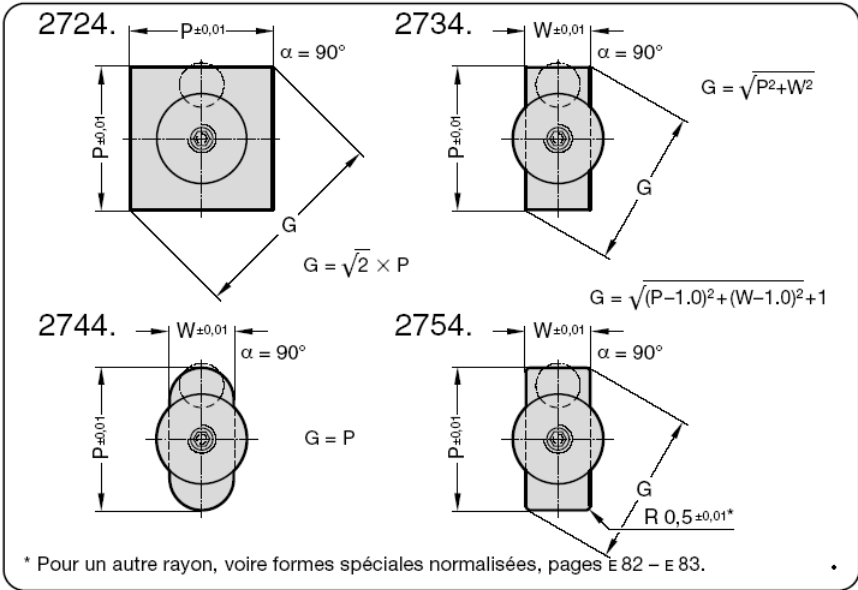 2724.
P±0,01
α = 90°
P±0,01
G
G = √2 × P
2734.
W±0,01
α = 90°
P±0,01
G
G = √P²+W²
2744.
W±0,01
α = 90°
P±0,01
G = P
2754.
W±0,01
α = 90°
P±0,01
G
G = √(P–1.0)²+(W–1.0)²+1
R 0,5±0,01*
* Pour un autre rayon, voire formes spéciales normalisées, pages E 82 – E 83.